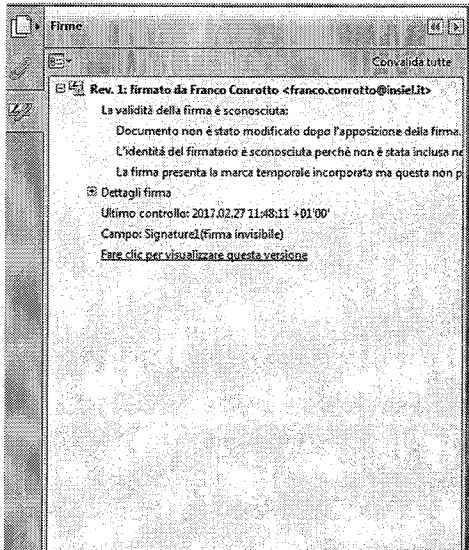 Firme
Convalida tutte
Rev. 1: firmato da Franco Conrotto <franco.conrotto@insiel.it>
La validità della firma è sconosciuta:
Documento non è stato modificato dopo l'apposizione della firma.
L'identità del firmatario è sconosciuta perché non è stata inclusa ne
La firma presenta la marca temporale incorporata ma questa non p
Dettagli firma
Ultimo controllo: 2017.02.27 11:48:11 +01'00'
Campo: Signature1(firma invisibile)
Fare clic per visualizzare questa versione